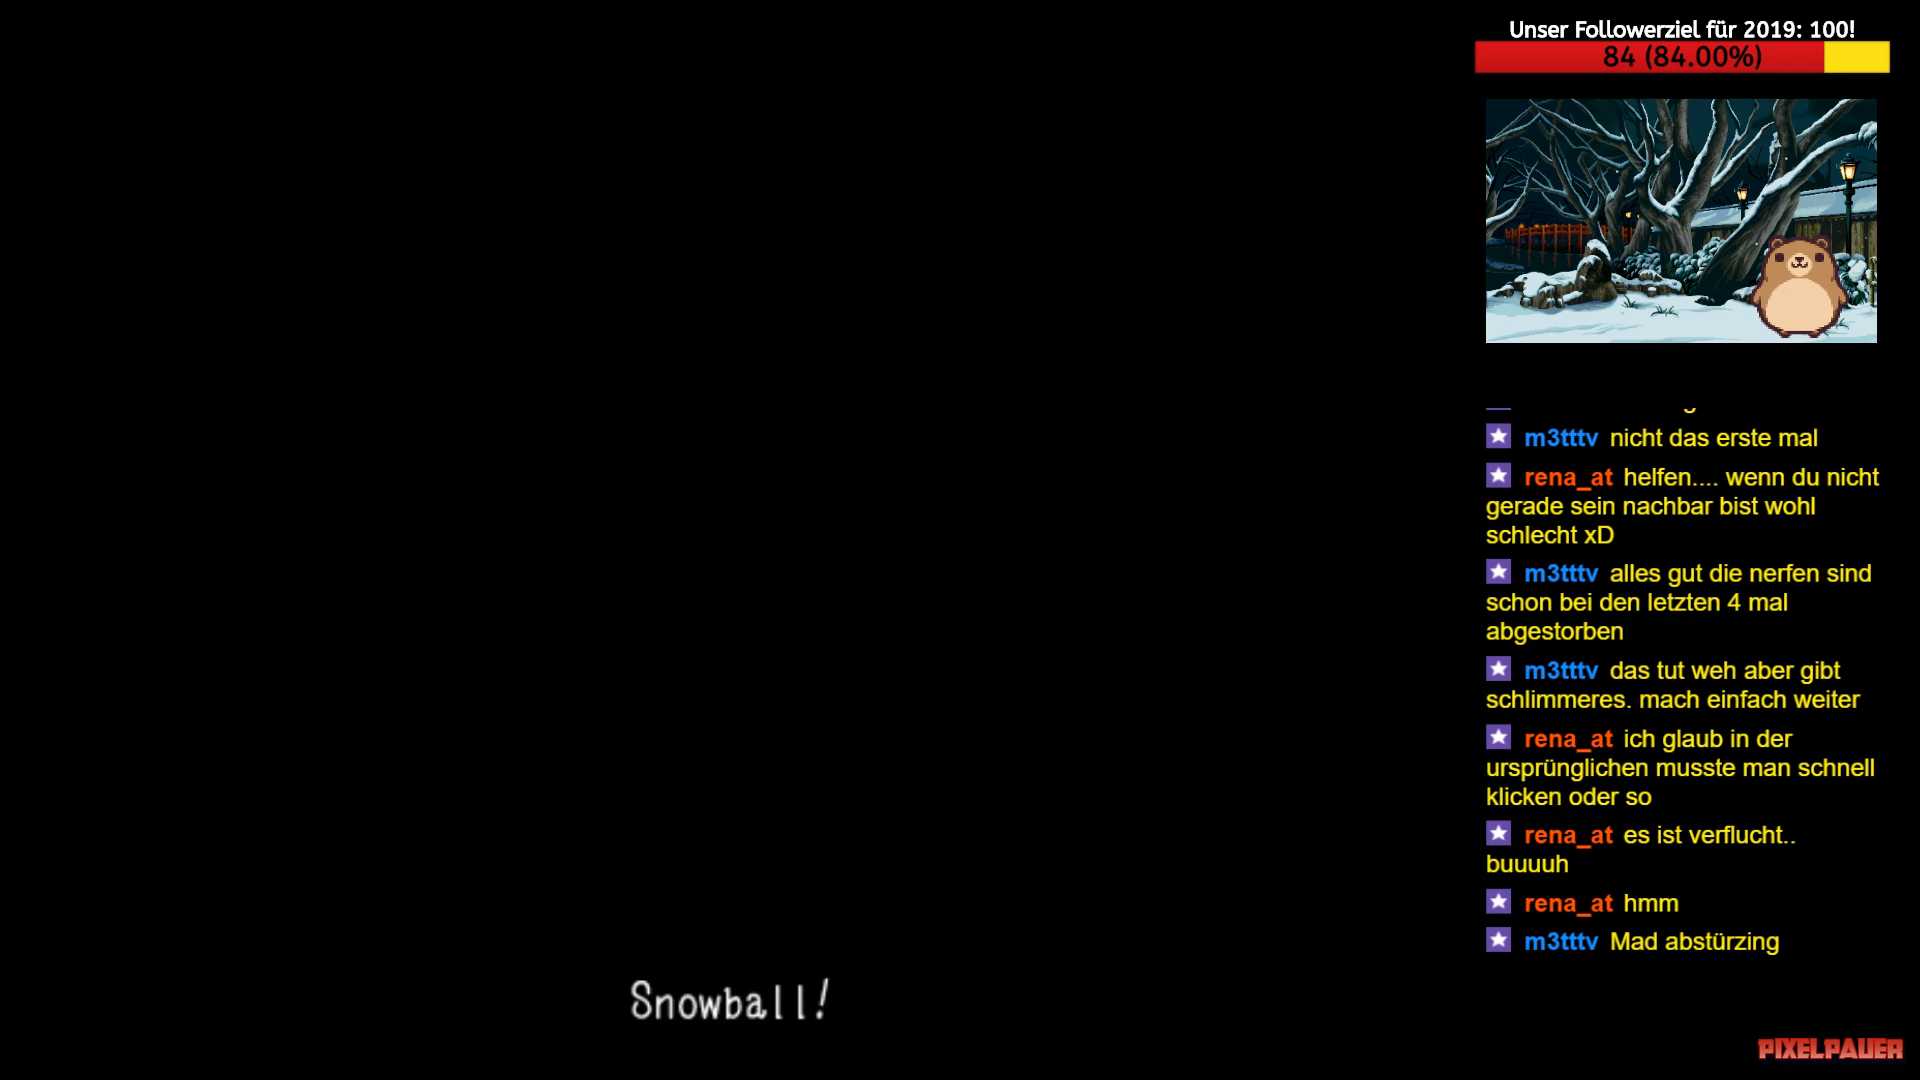 Unser Followerziel für 2019: 100!
84 (84.00%)
m3tttv nicht das erste mal
rena_at helfen.... wenn du nicht
gerade sein nachbar bist wohl
schlecht xD
m3tttv alles gut die nerfen sind
schon bei den letzten 4 mal
abgestorben
m3tttv das tut weh aber gibt
schlimmeres. mach einfach weiter
rena_at ich glaub in der
ursprünglichen musste man schnell
klicken oder so
rena_at es ist verflucht..
buuuuh
rena_at hmm
m3tttv Mad abstürzing
Snowball!
PIXELPAUER